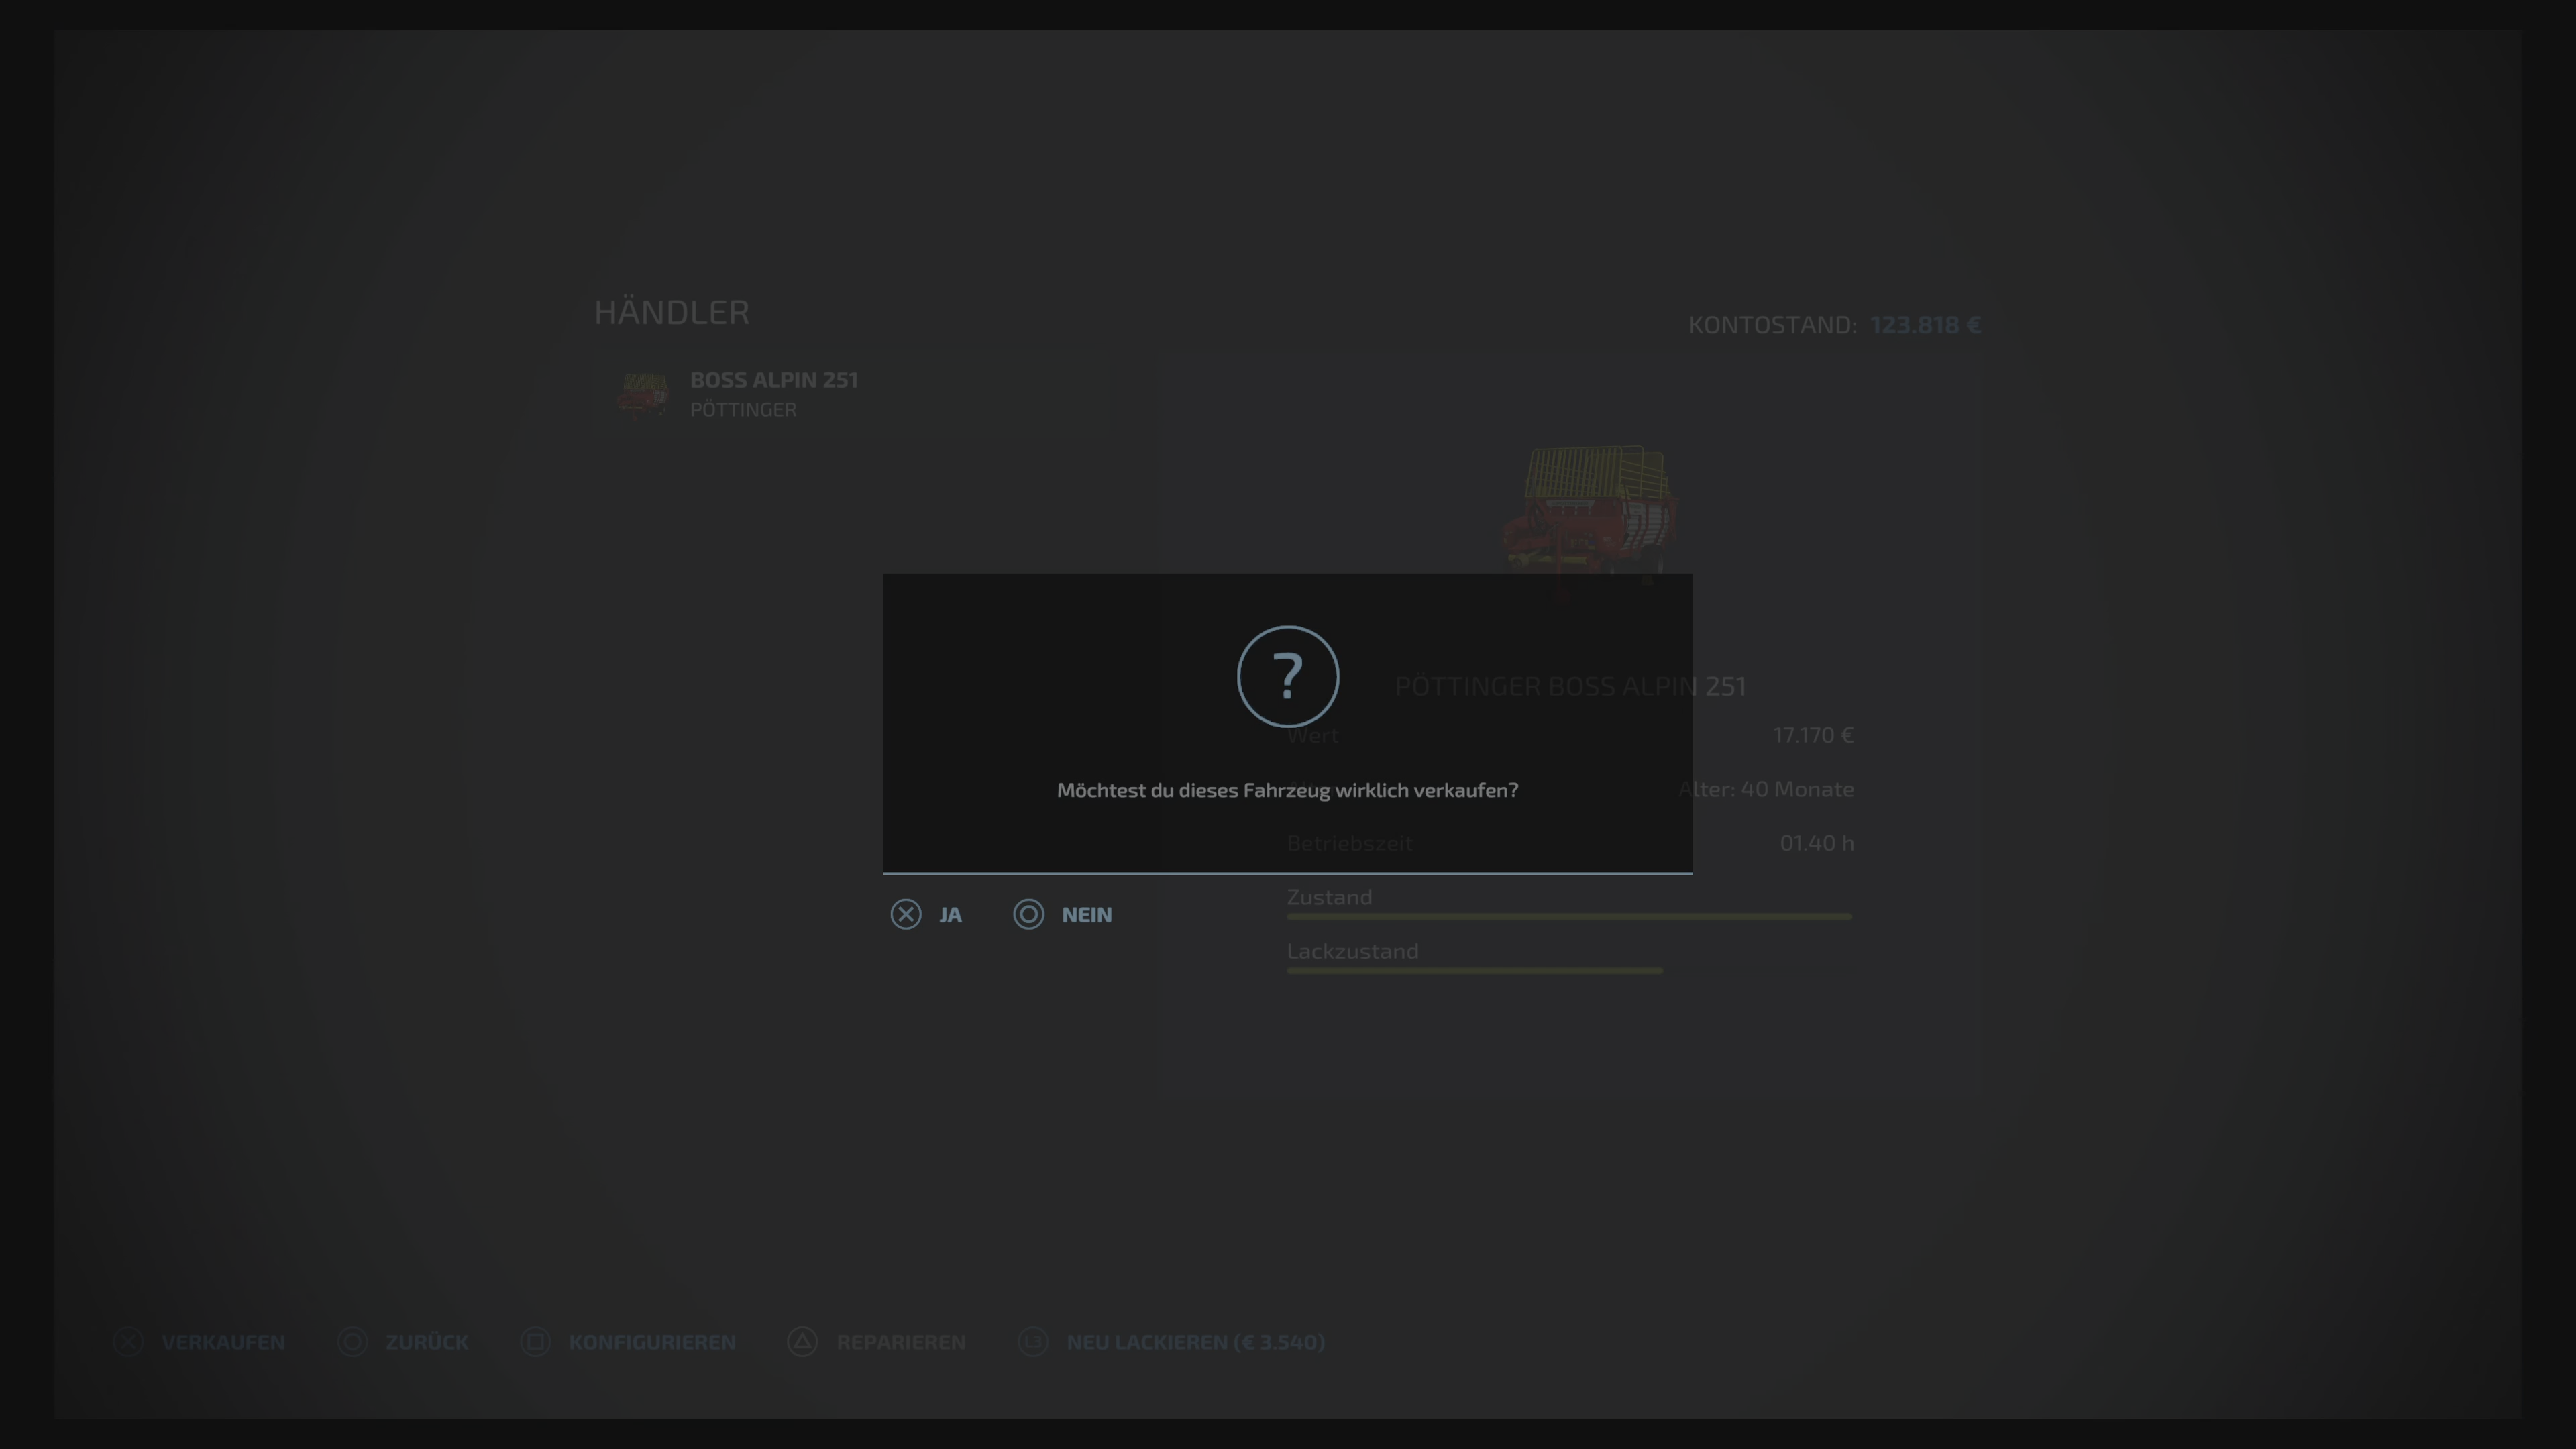 HÄNDLER
KONTOSTAND: 123.818 €
BOSS ALPIN 251
PÖTTINGER
?
PÖTTINGER BOSS ALPIN 251
Wert 17.170 €
Möchtest du dieses Fahrzeug wirklich verkaufen?
Alter: 40 Monate
Betriebszeit 01.40 h
Zustand
JA NEIN
Lackzustand
VERKAUFEN ZURÜCK KONFIGURIEREN REPARIEREN L3 NEU LACKIEREN (€ 3.540)